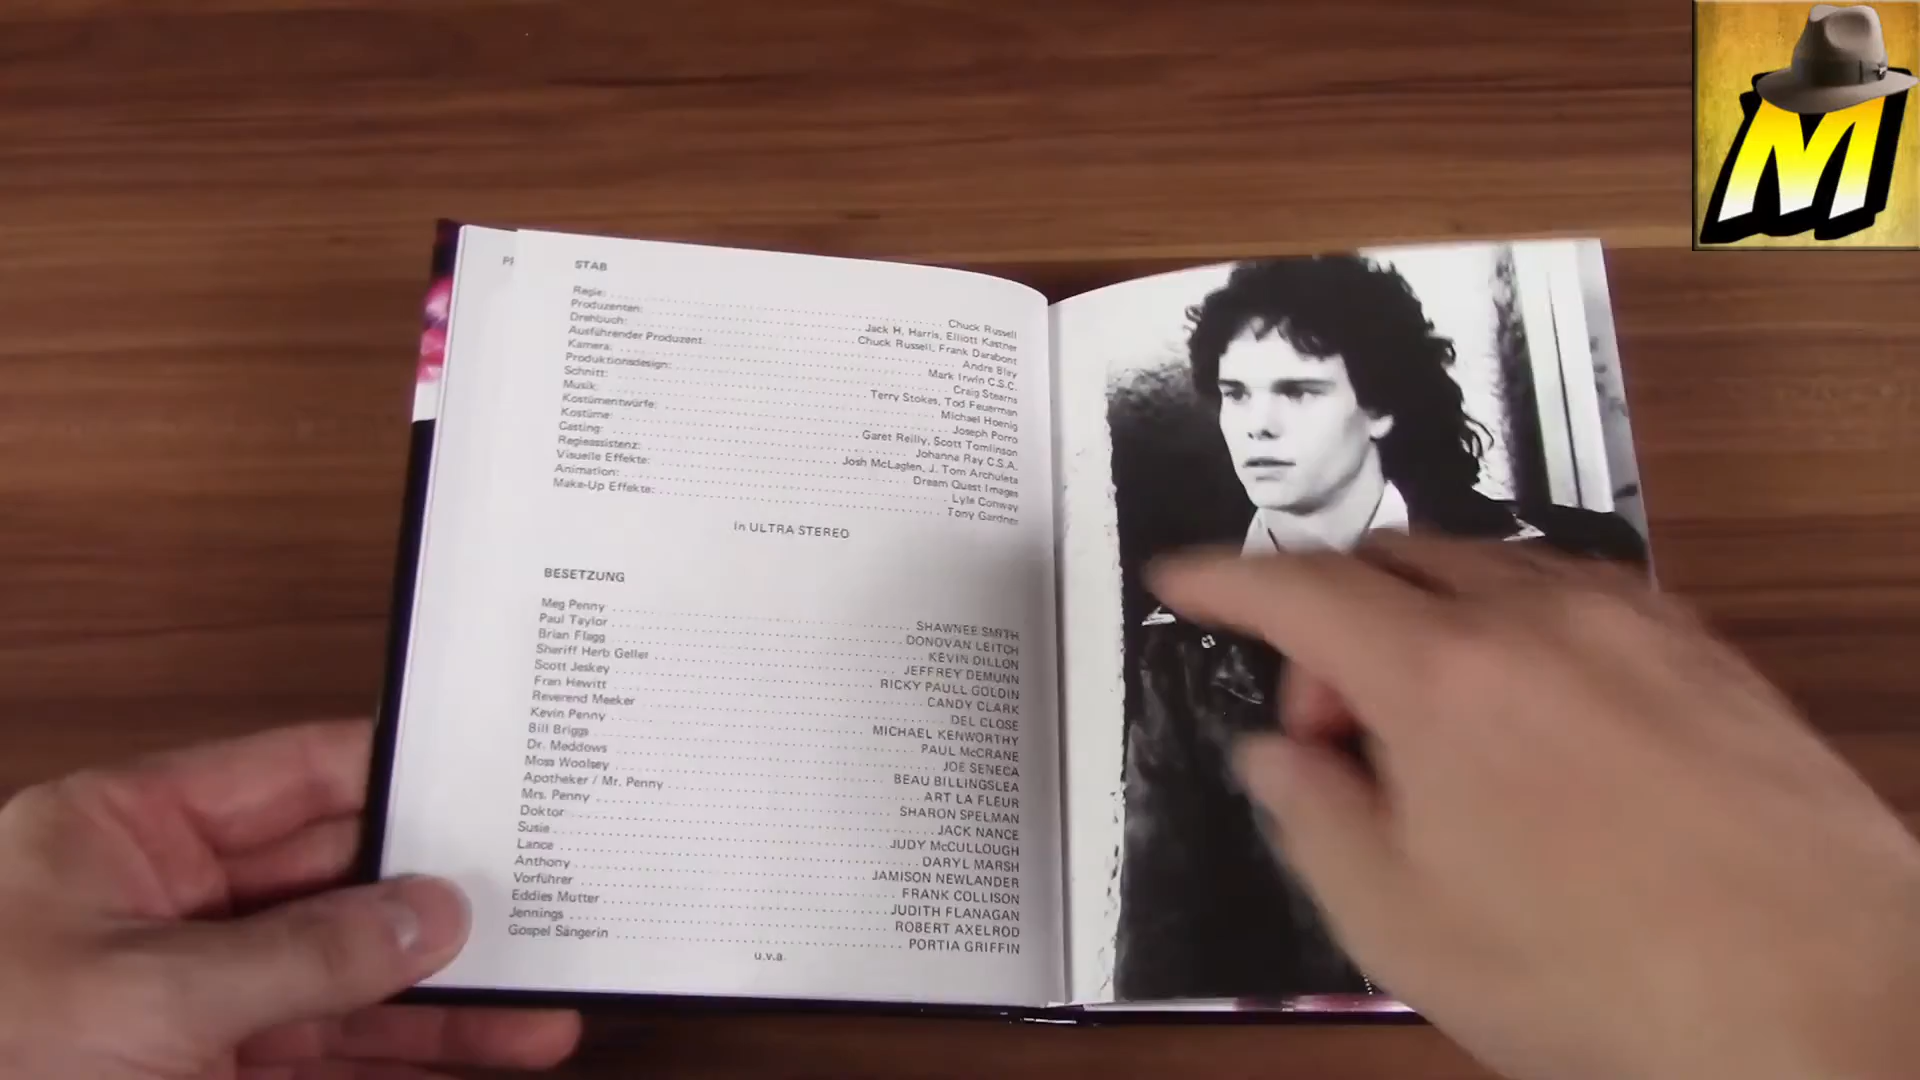 STAB
Regie: Chuck Russell
Produzenten: Jack H. Harris, Elliott Kastner
Drehbuch: Chuck Russell, Frank Darabont
Ausführender Produzent: Andre Bley
Kamera: Mark Irwin C.S.C.
Produktionsdesign: Craig Stearns
Schnitt: Terry Stokes, Tod Feuerman
Musik: Michael Hoenig
Kostümentwürfe: Joseph Porro
Kostüme: Garet Reilly, Scott Tomlinson
Casting: Johanna Ray C.S.A.
Regieassistenz: Josh McLaglen, J. Tom Archuleta
Visuelle Effekte: Dream Quest Images
Animation: Lyle Conway
Make-Up Effekte: Tony Gardner
in ULTRA STEREO
BESETZUNG
Meg Penny SHAWNEE SMITH
Paul Taylor DONOVAN LEITCH
Brian Flagg KEVIN DILLON
Sheriff Herb Geller JEFFREY DEMUNN
Scott Jeskey RICKY PAULL GOLDIN
Fran Hewitt CANDY CLARK
Reverend Meeker DEL CLOSE
Kevin Penny MICHAEL KENWORTHY
Bill Briggs PAUL McCRANE
Dr. Meddows JOE SENECA
Moss Woolsey BEAU BILLINGSLEA
Apotheker / Mr. Penny ART LA FLEUR
Mrs. Penny SHARON SPELMAN
Doktor JACK NANCE
Susie JUDY McCULLOUGH
Lance DARYL MARSH
Anthony JAMISON NEWLANDER
Vorführer FRANK COLLISON
Eddies Mutter JUDITH FLANAGAN
Jennings ROBERT AXELROD
Gospel Sängerin PORTIA GRIFFIN
u.v.a.
M